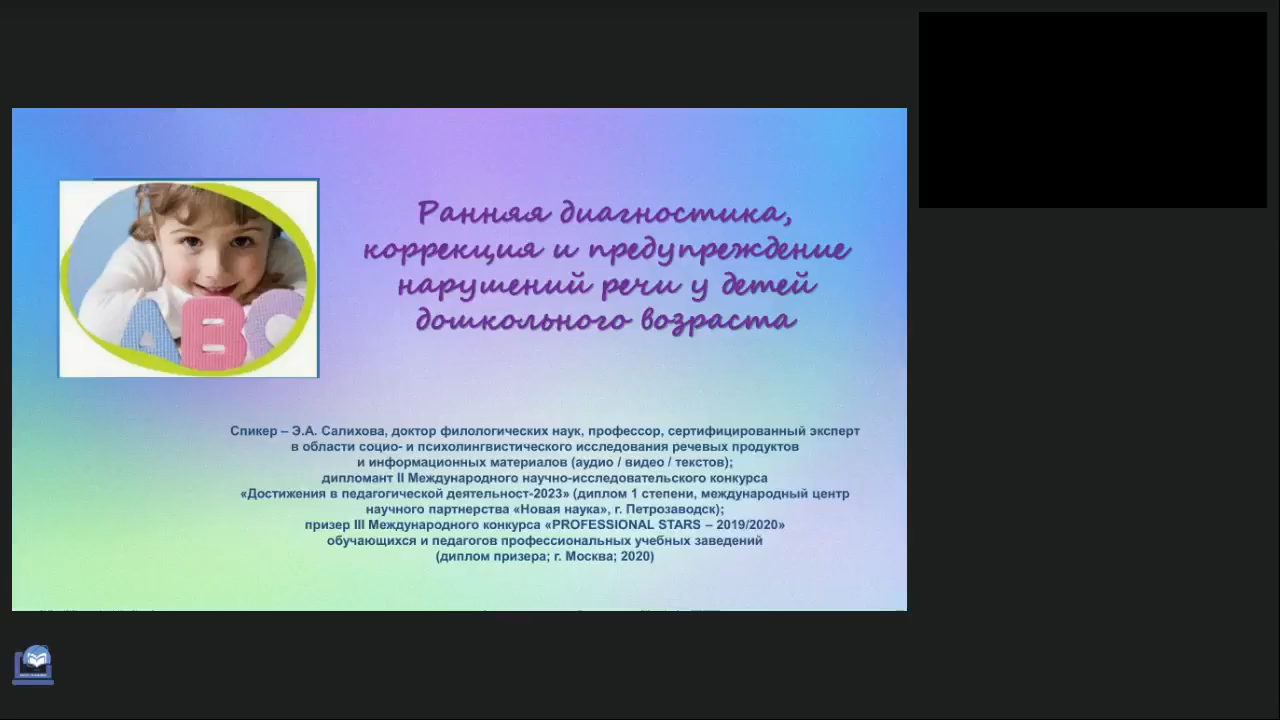 Ранняя диагностика,
коррекция и предупреждение
нарушений речи у детей
дошкольного возраста
ABC
Спикер – Э.А. Салихова, доктор филологических наук, профессор, сертифицированный эксперт
в области социо- и психолингвистического исследования речевых продуктов
и информационных материалов (аудио / видео / текстов);
дипломант II Международного научно-исследовательского конкурса
«Достижения в педагогической деятельност-2023» (диплом 1 степени, международный центр
научного партнерства «Новая наука», г. Петрозаводск);
призер III Международного конкурса «PROFESSIONAL STARS – 2019/2020»
обучающихся и педагогов профессиональных учебных заведений
(диплом призера; г. Москва; 2020)